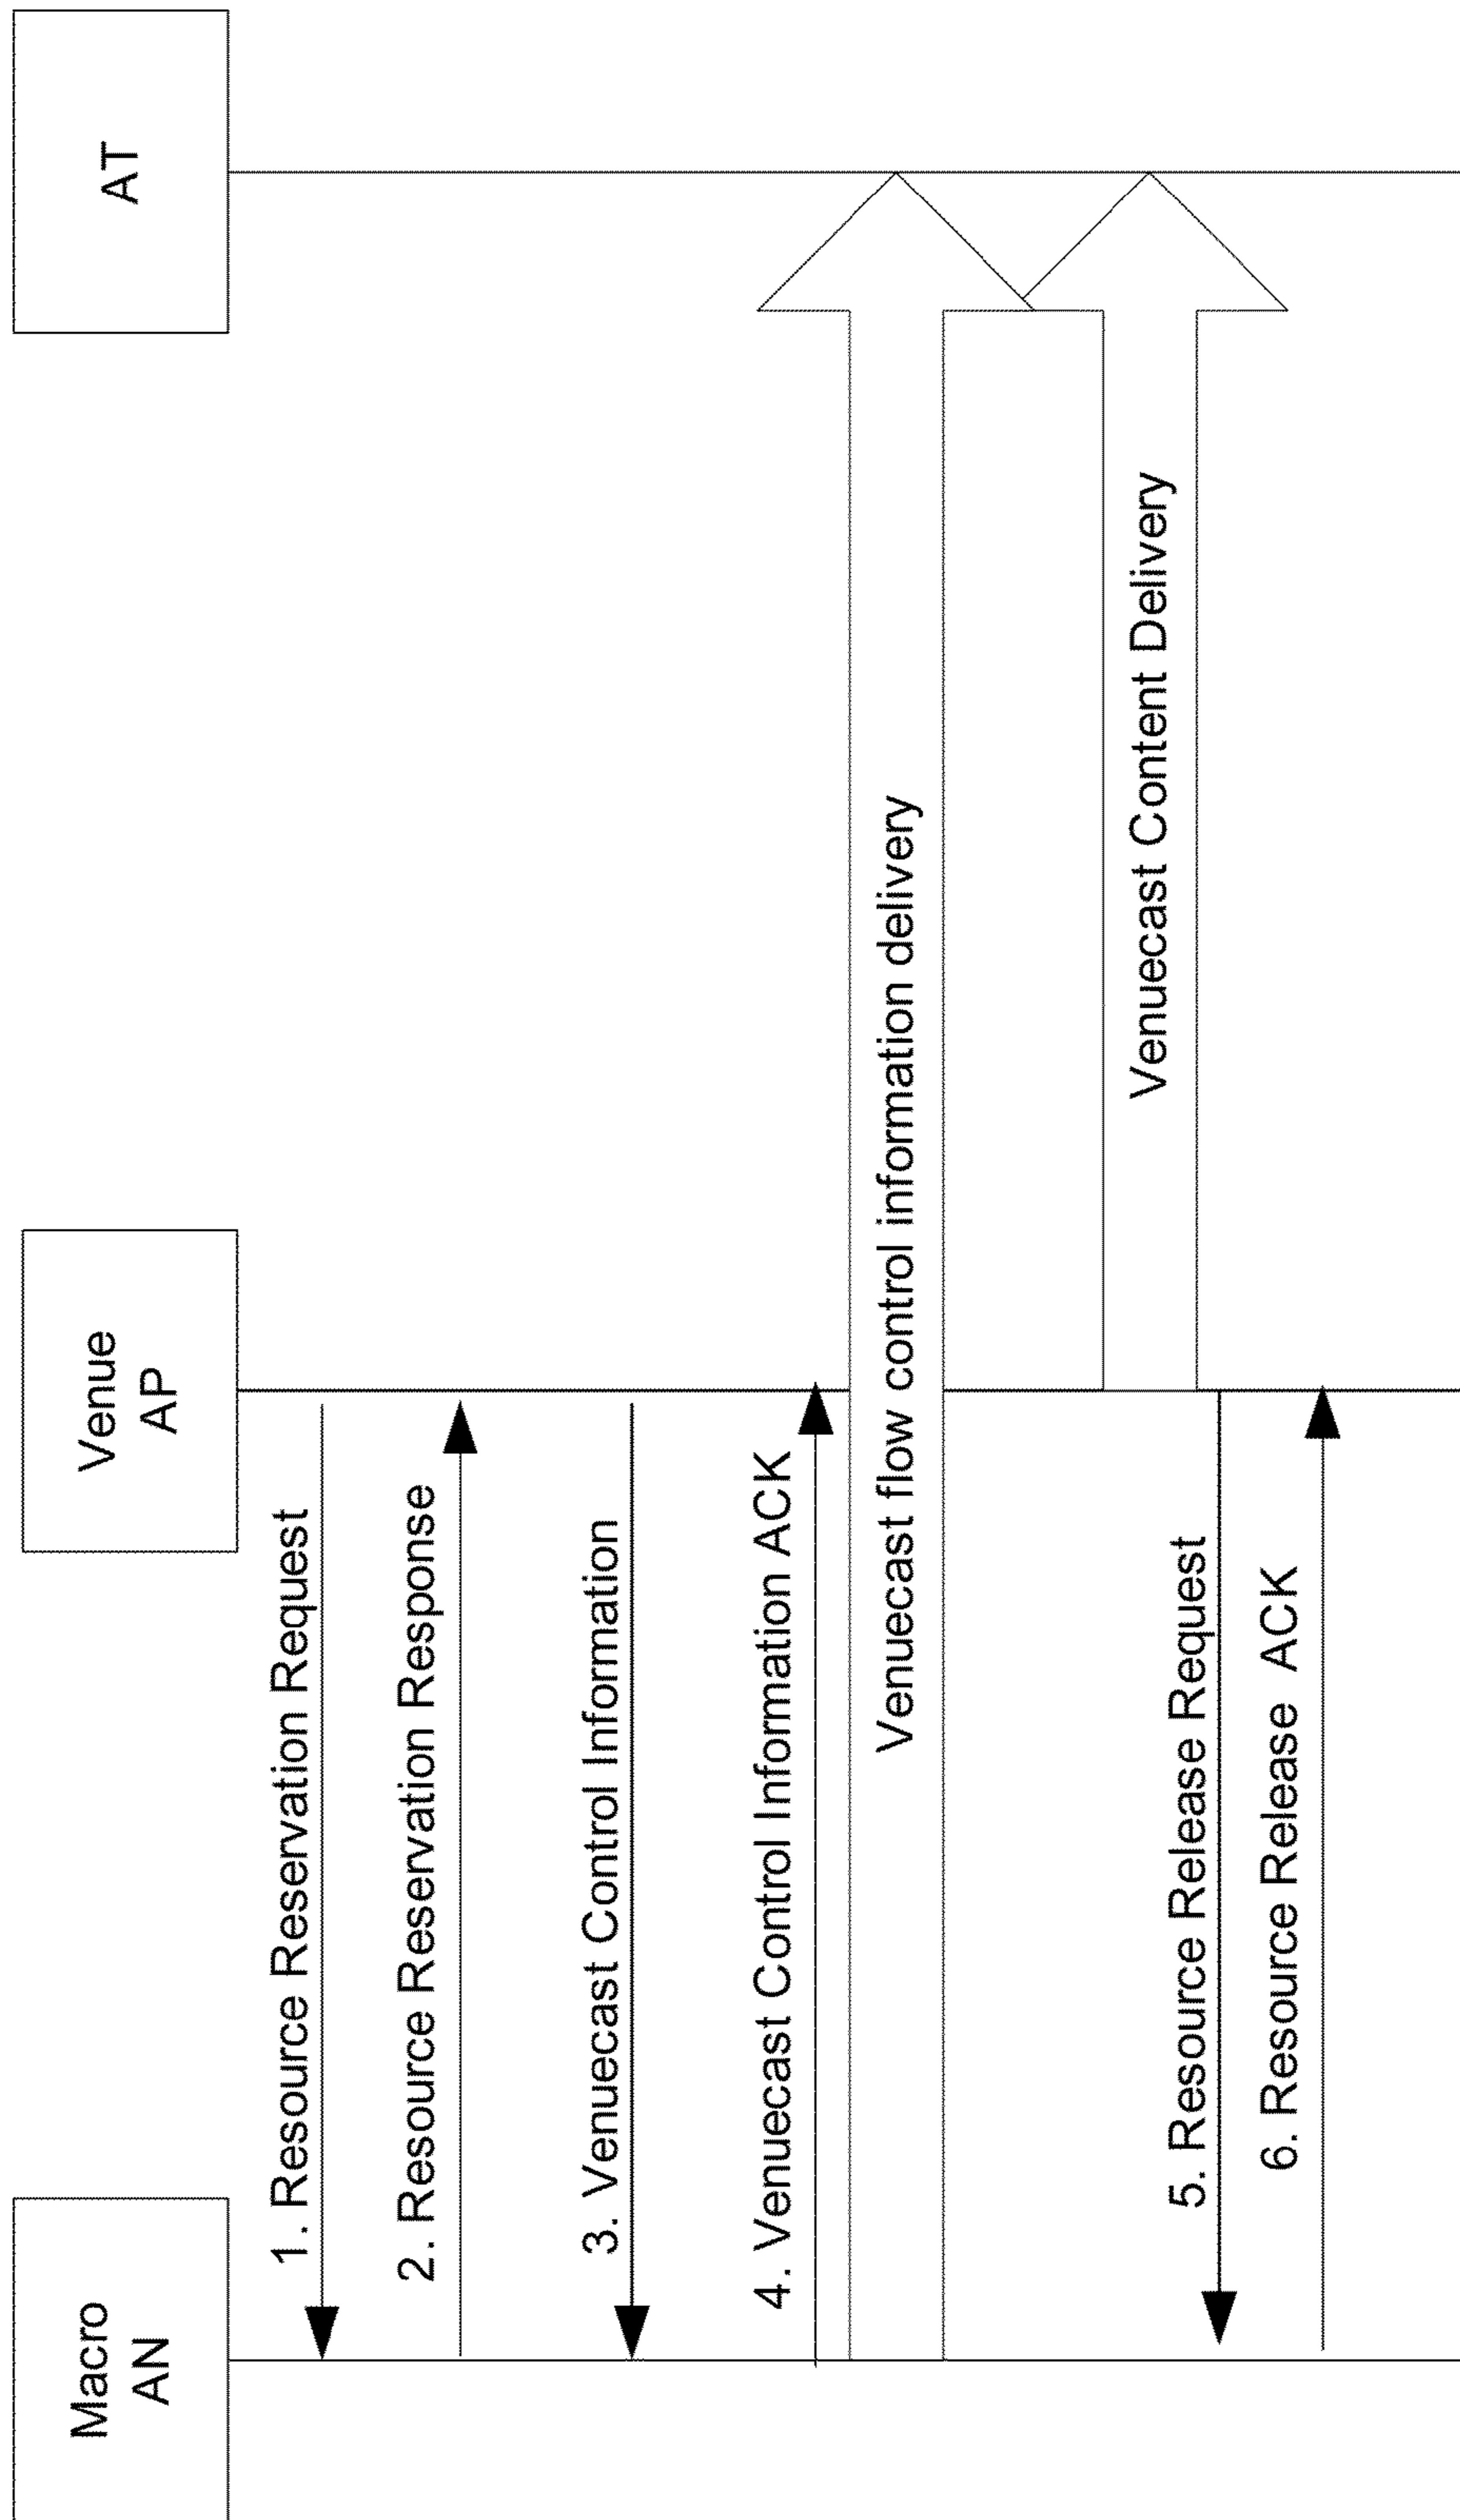 Macro
AN
Venue
AP
AT
1. Resource Reservation Request
2. Resource Reservation Response
3. Venuecast Control Information
4. Venuecast Control Information ACK
Venuecast flow control information delivery
Venuecast Content Delivery
5. Resource Release Request
6. Resource Release ACK